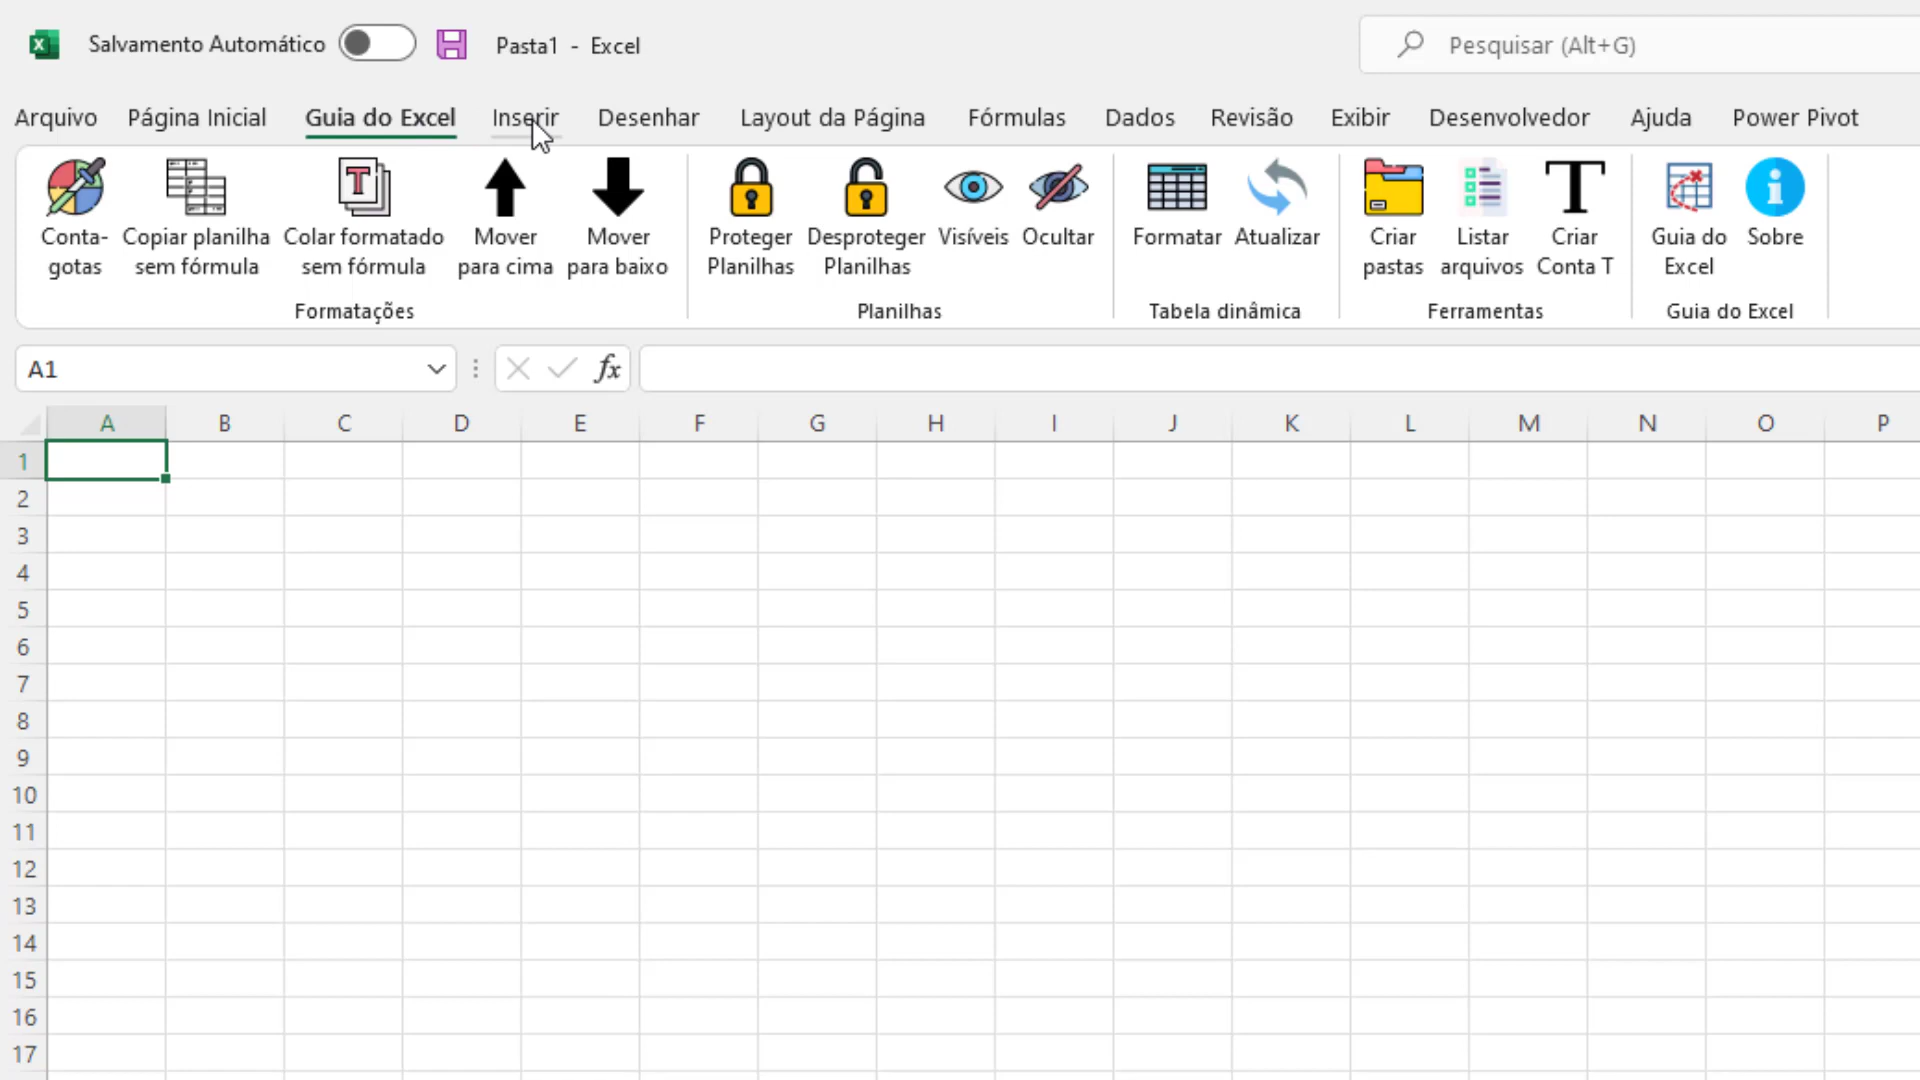 Salvamento Automático Pasta1 - Excel Pesquisar (Alt+G)
Arquivo Página Inicial Guia do Excel Inserir Desenhar Layout da Página Fórmulas Dados Revisão Exibir Desenvolvedor Ajuda Power Pivot
Conta-gotas
Copiar planilha
sem fórmula
Colar formatado
sem fórmula
Mover
para cima
Mover
para baixo
Formatações
Proteger
Planilhas
Desproteger
Planilhas
Visíveis
Ocultar
Planilhas
Formatar
Atualizar
Tabela dinâmica
Criar
pastas
Listar
arquivos
Criar
Conta T
Ferramentas
Guia do
Excel
Sobre
Guia do Excel
A1 fx
A B C D E F G H I J K L M N O P
1
2
3
4
5
6
7
8
9
10
11
12
13
14
15
16
17